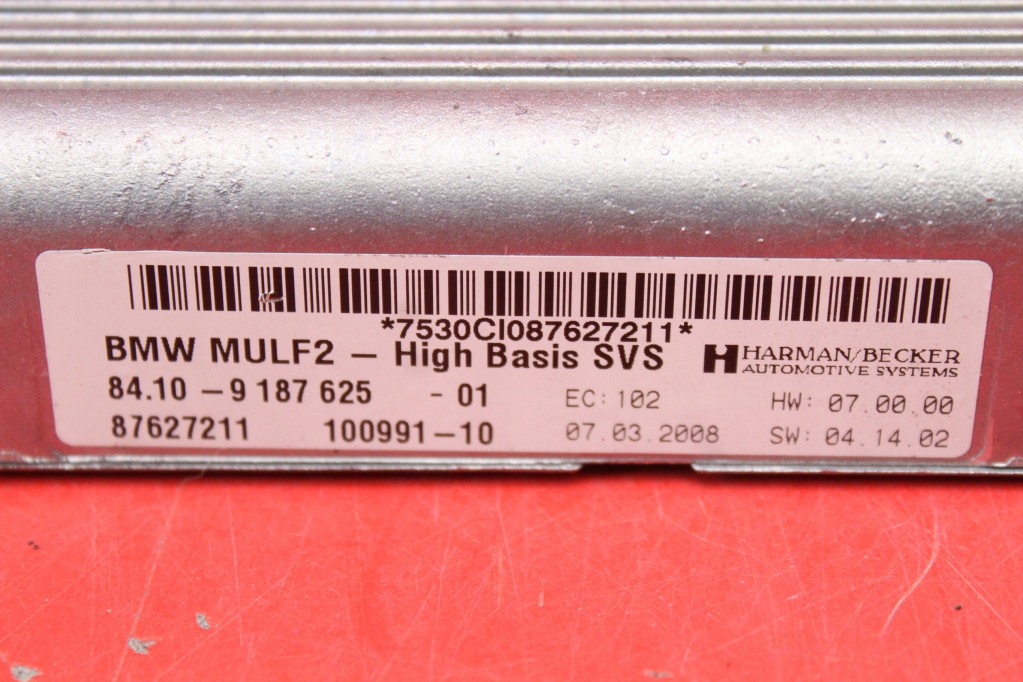 *7530CI087627211*
BMW MULF2 – High Basis SVS
HARMAN/BECKER
AUTOMOTIVE SYSTEMS
84.10 – 9 187 625 - 01 EC: 102 HW: 07.00.00
87627211 100991–10 07.03.2008 SW: 04.14.02